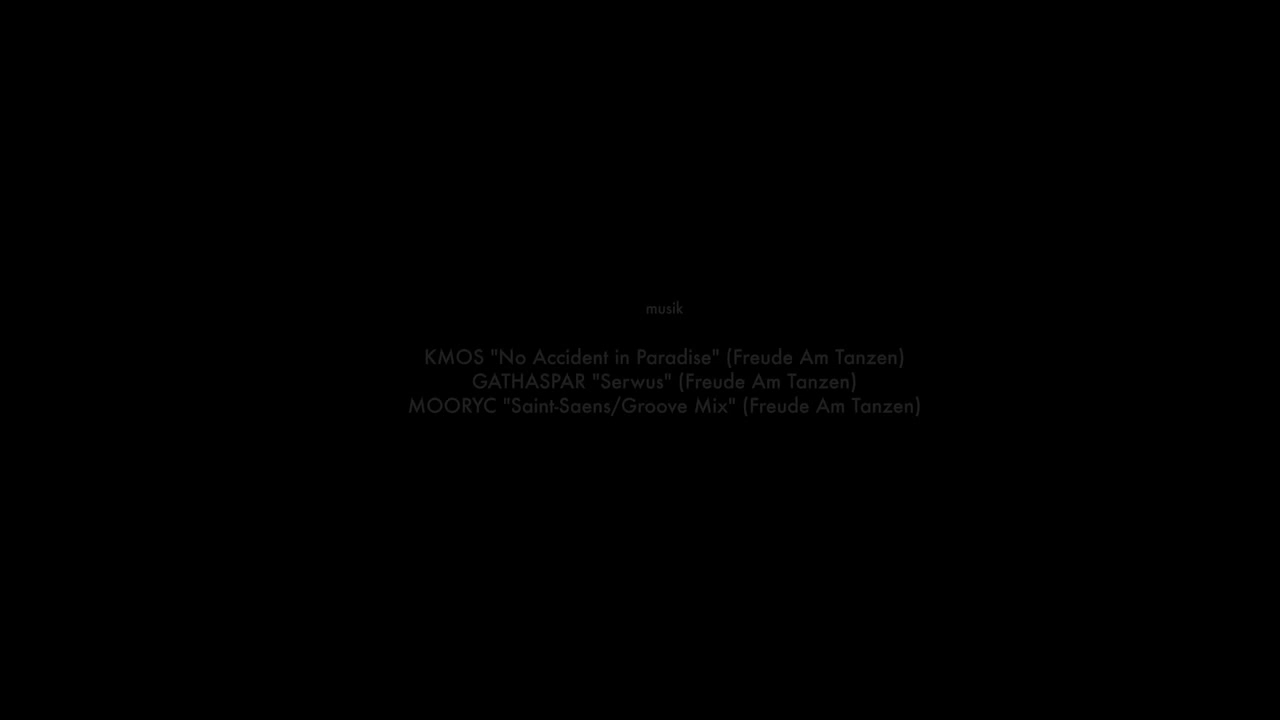 musik
KMOS "No Accident in Paradise" (Freude Am Tanzen)
GATHASPAR "Serwus" (Freude Am Tanzen)
MOORYC "Saint-Saens/Groove Mix" (Freude Am Tanzen)